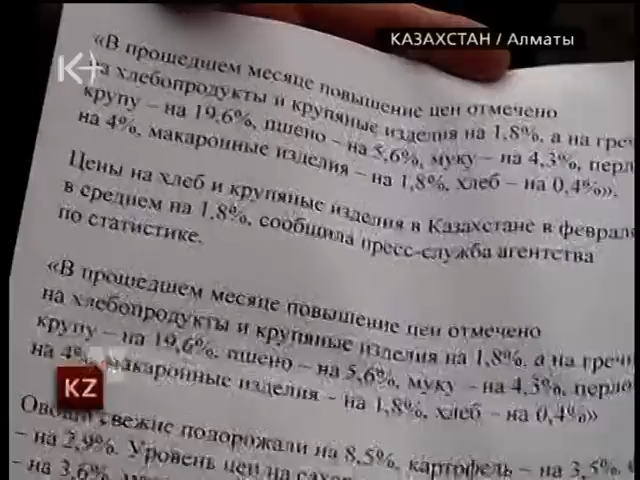 КАЗАХСТАН / Алматы
K+
«В прошедшем месяце повышение цен отмечено
на хлебопродукты и крупяные изделия на 1,8%, а на греч
крупу – на 19,6%, пшено – на 5,6%, муку – на 4,3%, перл
на 4%, макаронные изделия – на 1,8%, хлеб – на 0,4%».
Цены на хлеб и крупяные изделия в Казахстане в феврал
в среднем на 1,8%, сообщила пресс-служба агентства
по статистике.
«В прошедшем месяце повышение цен отмечено
на хлебопродукты и крупяные изделия на 1,8%, а на гречн
крупу – на 19,6%, пшено – на 5,6%, муку - на 4,3%, перло
на 4%, макаронные изделия - на 1,8%, хлеб – на 0,4%»
KZ
Овощи свежие подорожали на 8,5%, картофель – на 3,5%.
– на 2,9%. Уровень цен на
– на 3,6%,